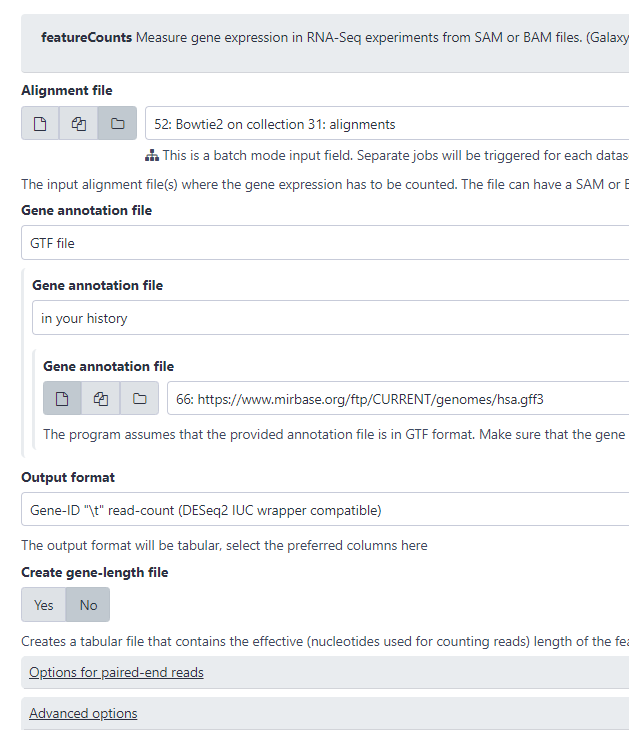 featureCounts Measure gene expression in RNA-Seq experiments from SAM or BAM files. (Galaxy
Alignment file
52: Bowtie2 on collection 31: alignments
This is a batch mode input field. Separate jobs will be triggered for each datas
The input alignment file(s) where the gene expression has to be counted. The file can have a SAM or
Gene annotation file
GTF file
Gene annotation file
in your history
Gene annotation file
66: https://www.mirbase.org/ftp/CURRENT/genomes/hsa.gff3
The program assumes that the provided annotation file is in GTF format. Make sure that the gene
Output format
Gene-ID "\t" read-count (DESeq2 IUC wrapper compatible)
The output format will be tabular, select the preferred columns here
Create gene-length file
Yes No
Creates a tabular file that contains the effective (nucleotides used for counting reads) length of the fea
Options for paired-end reads
Advanced options